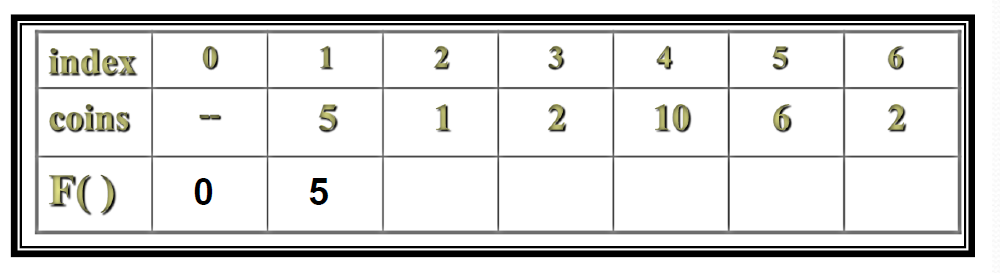 index 0 1 2 3 4 5 6
coins -- 5 1 2 10 6 2
F( ) 0 5